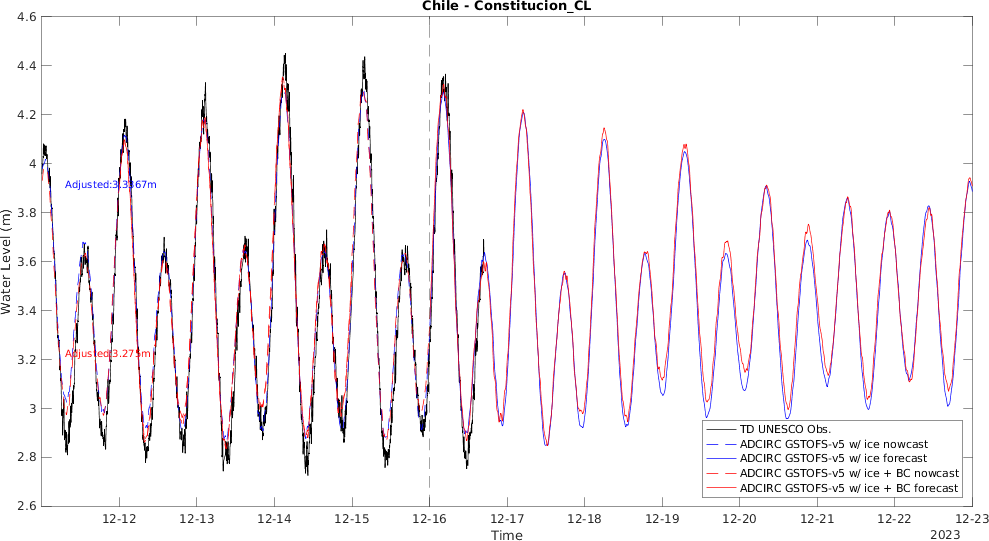 Chile - Constitucion_CL
4.6
4.4
4.2
4
3.8
3.6
3.4
3.2
3
2.8
2.6
Water Level (m)
Adjusted:3.3367m
Adjusted:3.275m
TD UNESCO Obs.
ADCIRC GSTOFS-v5 w/ ice nowcast
ADCIRC GSTOFS-v5 w/ ice forecast
ADCIRC GSTOFS-v5 w/ ice + BC nowcast
ADCIRC GSTOFS-v5 w/ ice + BC forecast
12-12 12-13 12-14 12-15 12-16 12-17 12-18 12-19 12-20 12-21 12-22 12-23
Time
2023